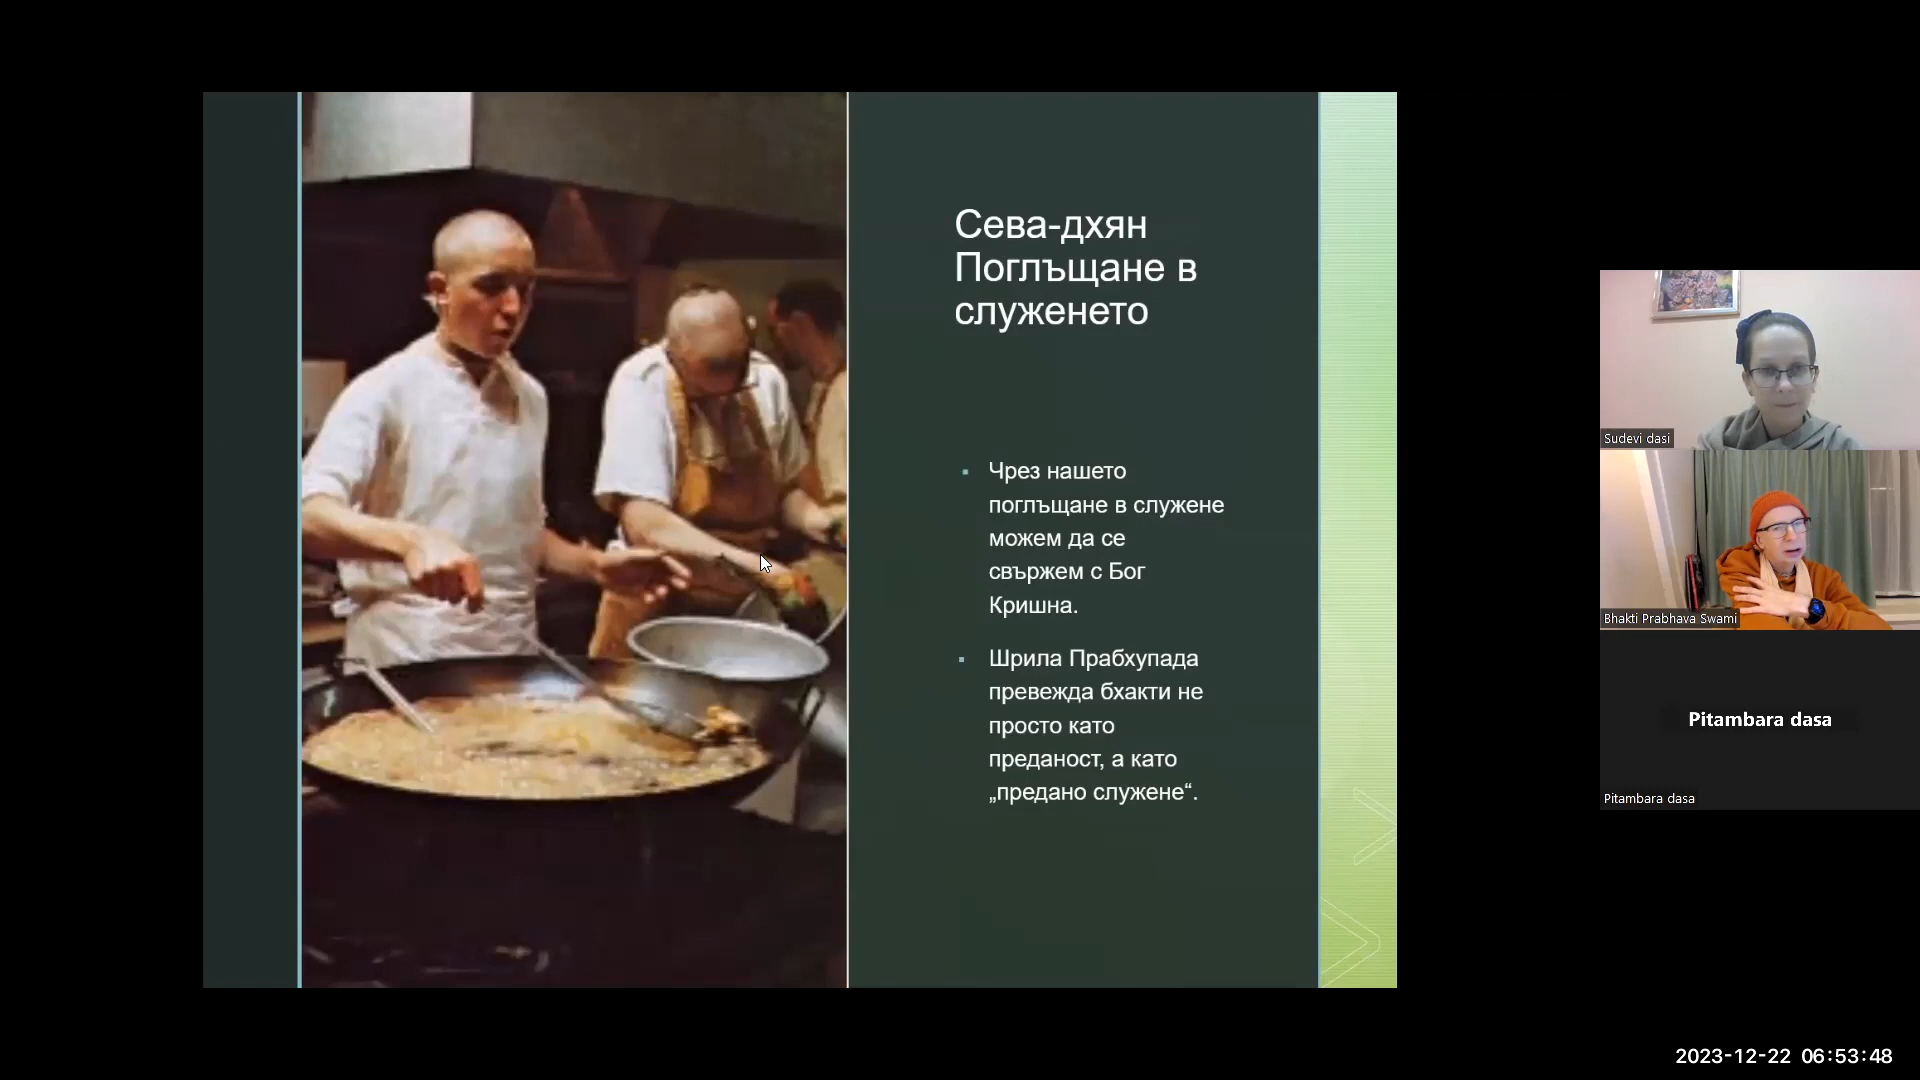 Сева-дхян
Поглъщане в
служенето
Чрез нашето
поглъщане в служене
можем да се
свържем с Бог
Кришна.
Шрила Прабхупада
превежда бхакти не
просто като
преданост, а като
„предано служене“.
Sudevi dasi
Bhakti Prabhava Swami
Pitambara dasa
Pitambara dasa
2023-12-22 06:53:48